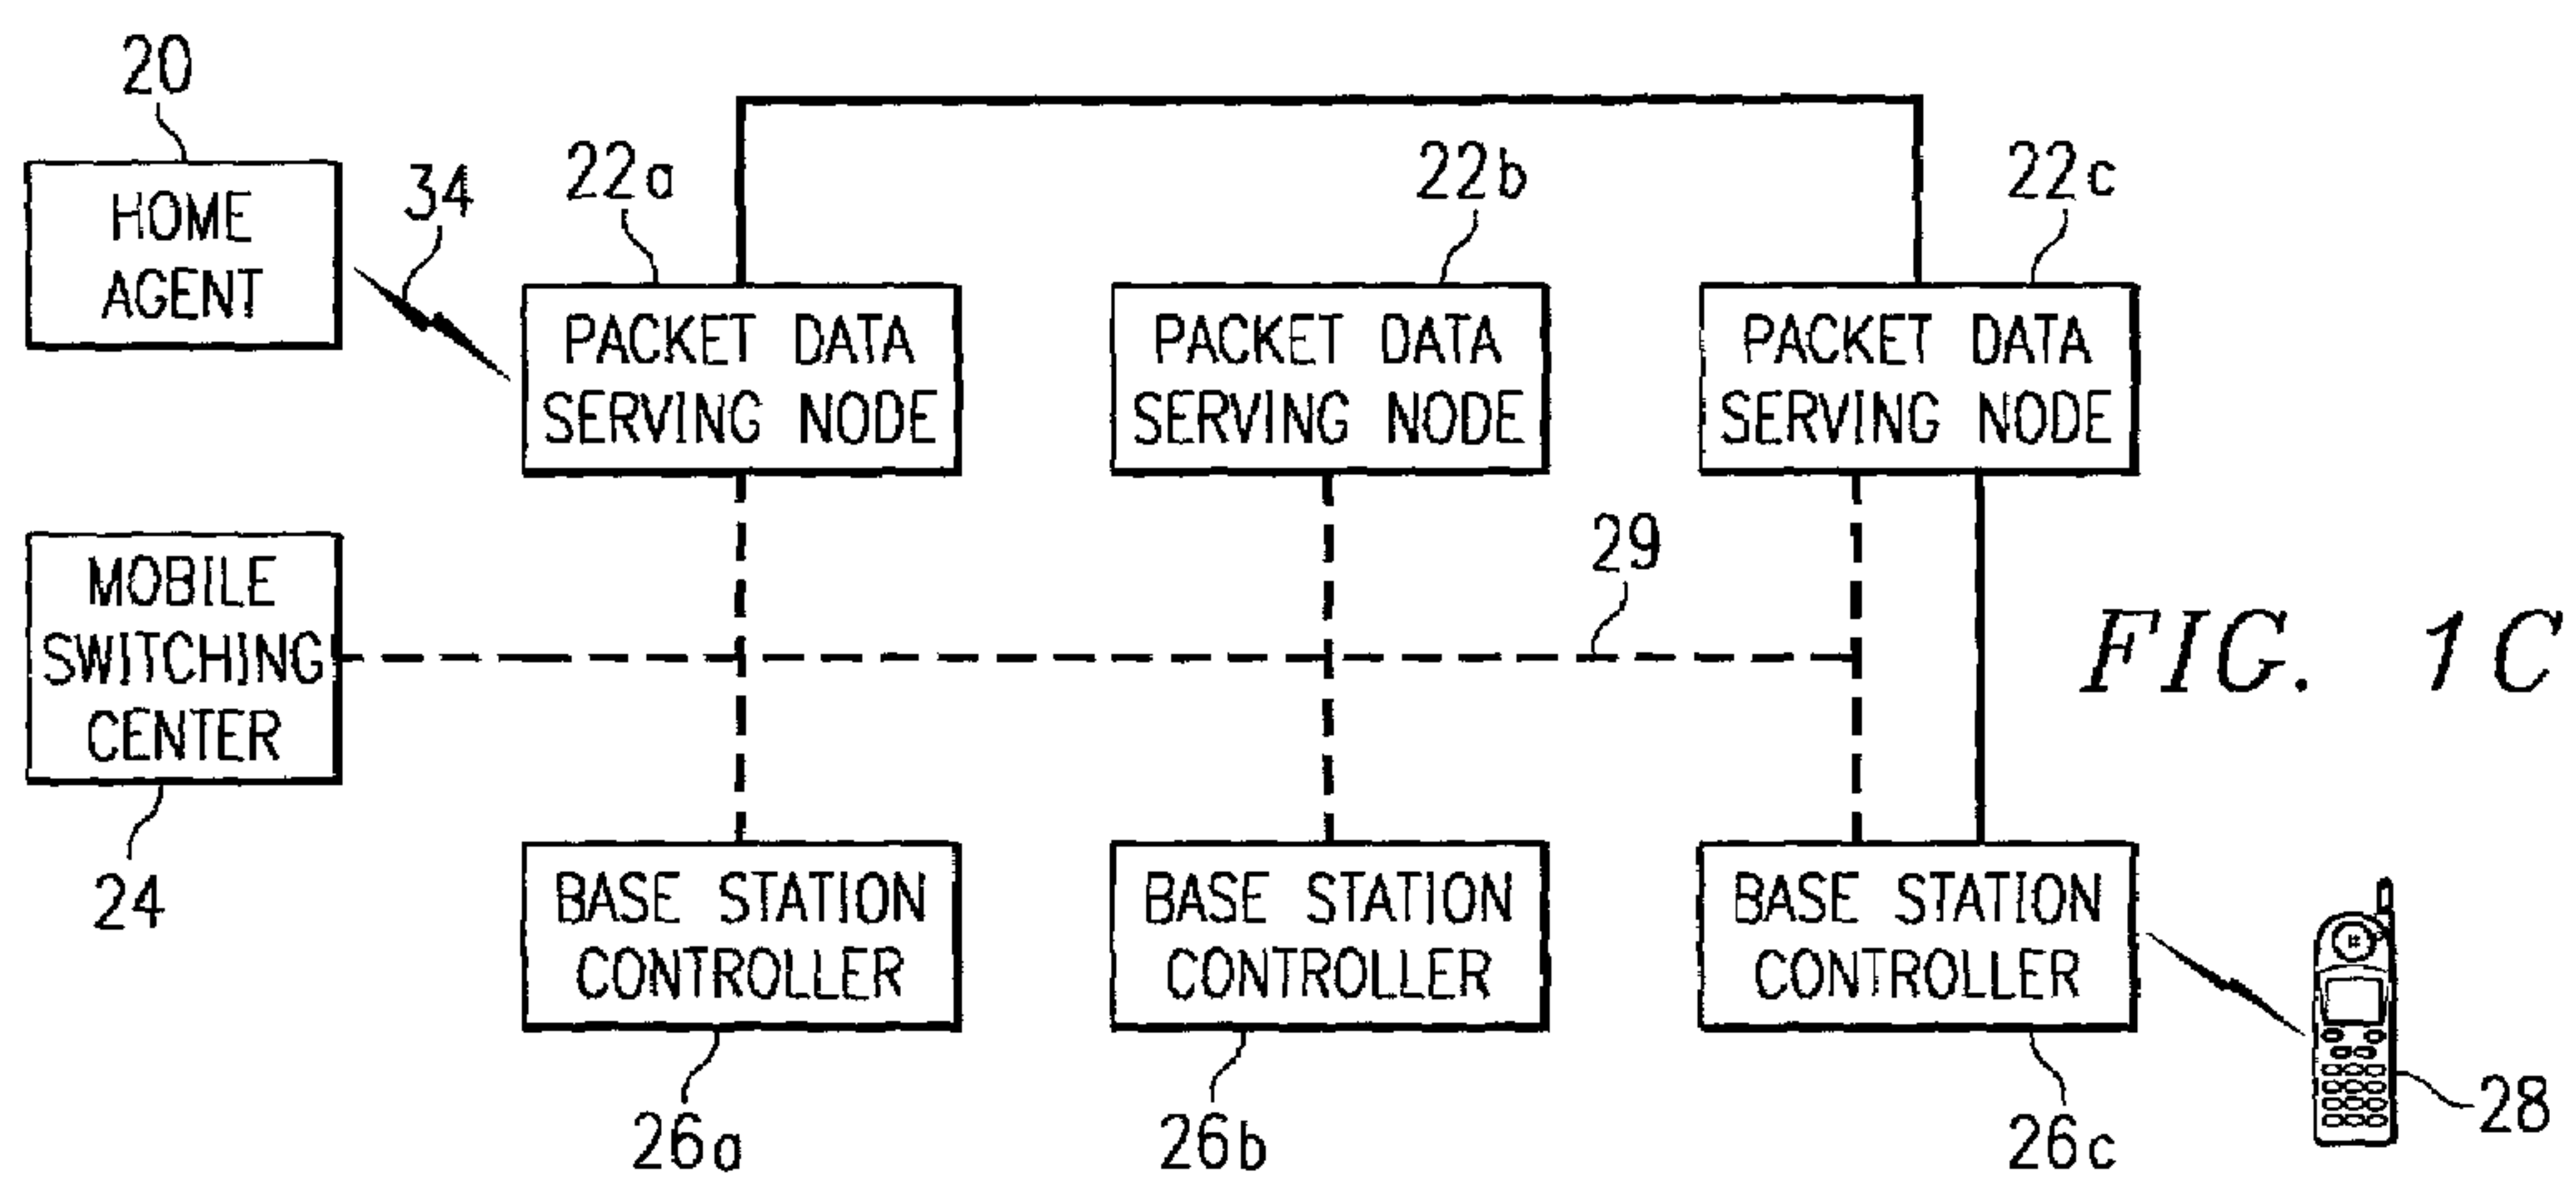 20
HOME
AGENT
34
22a
22b
22c
PACKET DATA
SERVING NODE
PACKET DATA
SERVING NODE
PACKET DATA
SERVING NODE
MOBILE
SWITCHING
CENTER
24
29
FIG. 1C
BASE STATION
CONTROLLER
BASE STATION
CONTROLLER
BASE STATION
CONTROLLER
26a
26b
26c
28